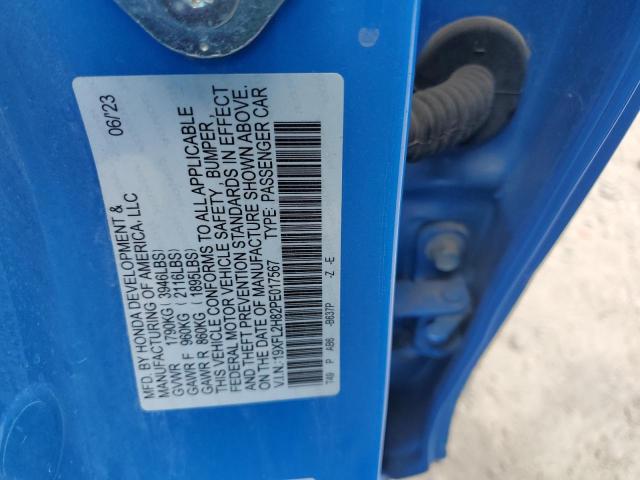 MFD. BY HONDA DEVELOPMENT & 06/'23
MANUFACTURING OF AMERICA. LLC
GVWR 1790KG ( 3946LBS)
GAWR F 960KG ( 2116LBS)
GAWR R 860KG ( 1895LBS)
THIS VEHICLE CONFORMS TO ALL APPLICABLE
FEDERAL MOTOR VEHICLE SAFETY, BUMPER,
AND THEFT PREVENTION STANDARDS IN EFFECT
ON THE DATE OF MANUFACTURE SHOWN ABOVE.
V.I.N.:19XFL2H82PE017567 TYPE: PASSENGER CAR
T49 P AB6 -B637P -Z -E